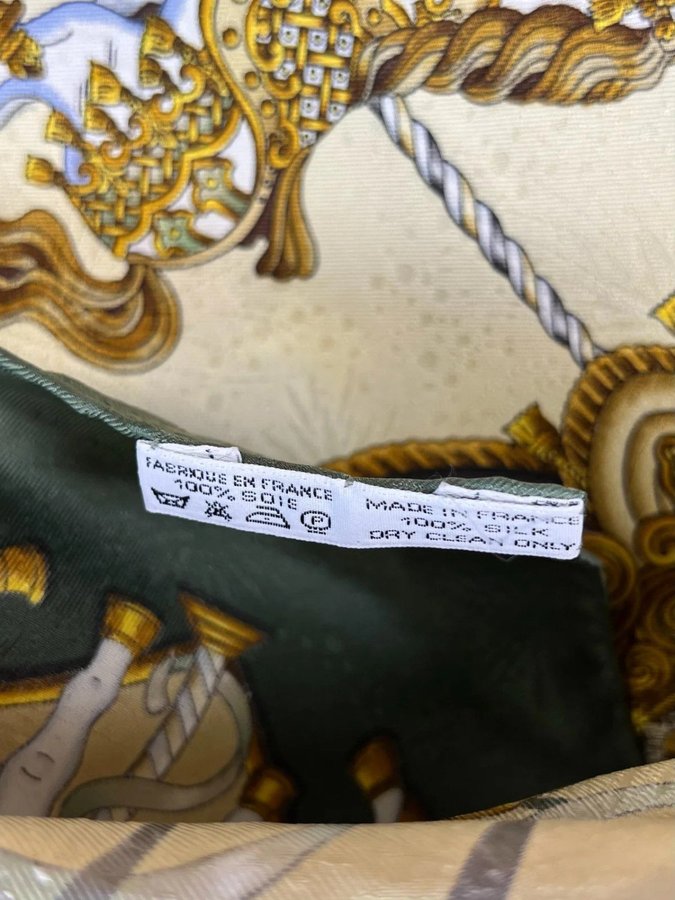 FABRIQUE EN FRANCE
100% SOIE
P
MADE IN FRANCE
100% SILK
DRY CLEAN ONLY